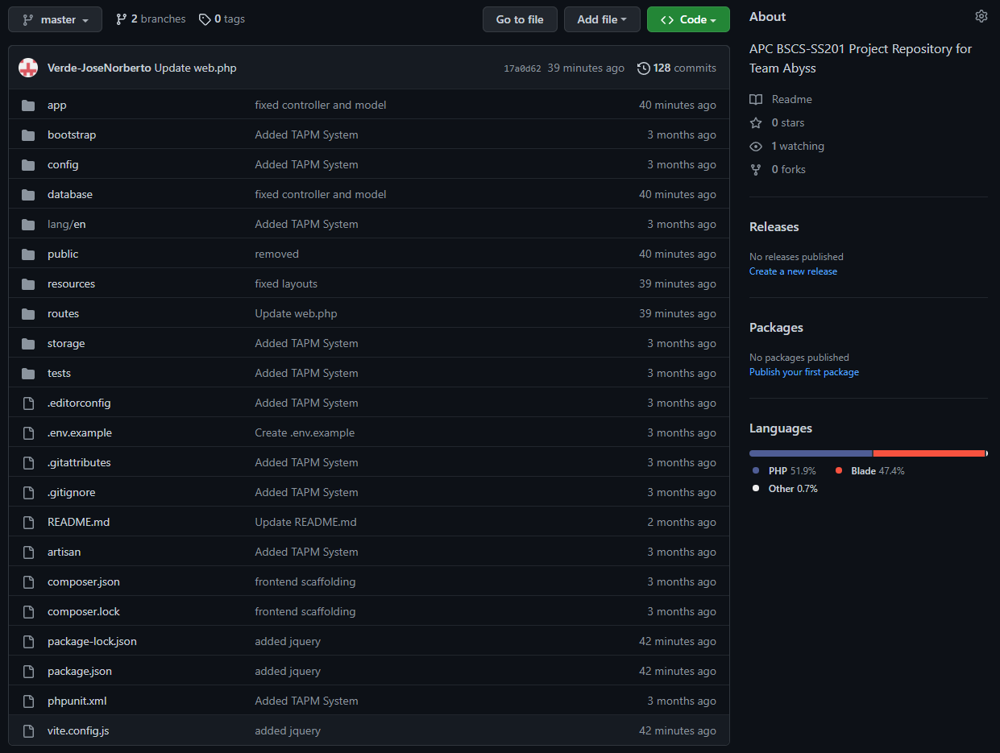 master 2 branches 0 tags Go to file Add file Code
Verde-JoseNorberto Update web.php 17a0d62 39 minutes ago 128 commits
app fixed controller and model 40 minutes ago
bootstrap Added TAPM System 3 months ago
config Added TAPM System 3 months ago
database fixed controller and model 40 minutes ago
lang/en Added TAPM System 3 months ago
public removed 40 minutes ago
resources fixed layouts 39 minutes ago
routes Update web.php 39 minutes ago
storage Added TAPM System 3 months ago
tests Added TAPM System 3 months ago
.editorconfig Added TAPM System 3 months ago
.env.example Create .env.example 3 months ago
.gitattributes Added TAPM System 3 months ago
.gitignore Added TAPM System 3 months ago
README.md Update README.md 2 months ago
artisan Added TAPM System 3 months ago
composer.json frontend scaffolding 3 months ago
composer.lock frontend scaffolding 3 months ago
package-lock.json added jquery 42 minutes ago
package.json added jquery 42 minutes ago
phpunit.xml Added TAPM System 3 months ago
vite.config.js added jquery 42 minutes ago
About
APC BSCS-SS201 Project Repository for
Team Abyss
Readme
0 stars
1 watching
0 forks
Releases
No releases published
Create a new release
Packages
No packages published
Publish your first package
Languages
PHP 51.9% Blade 47.4%
Other 0.7%